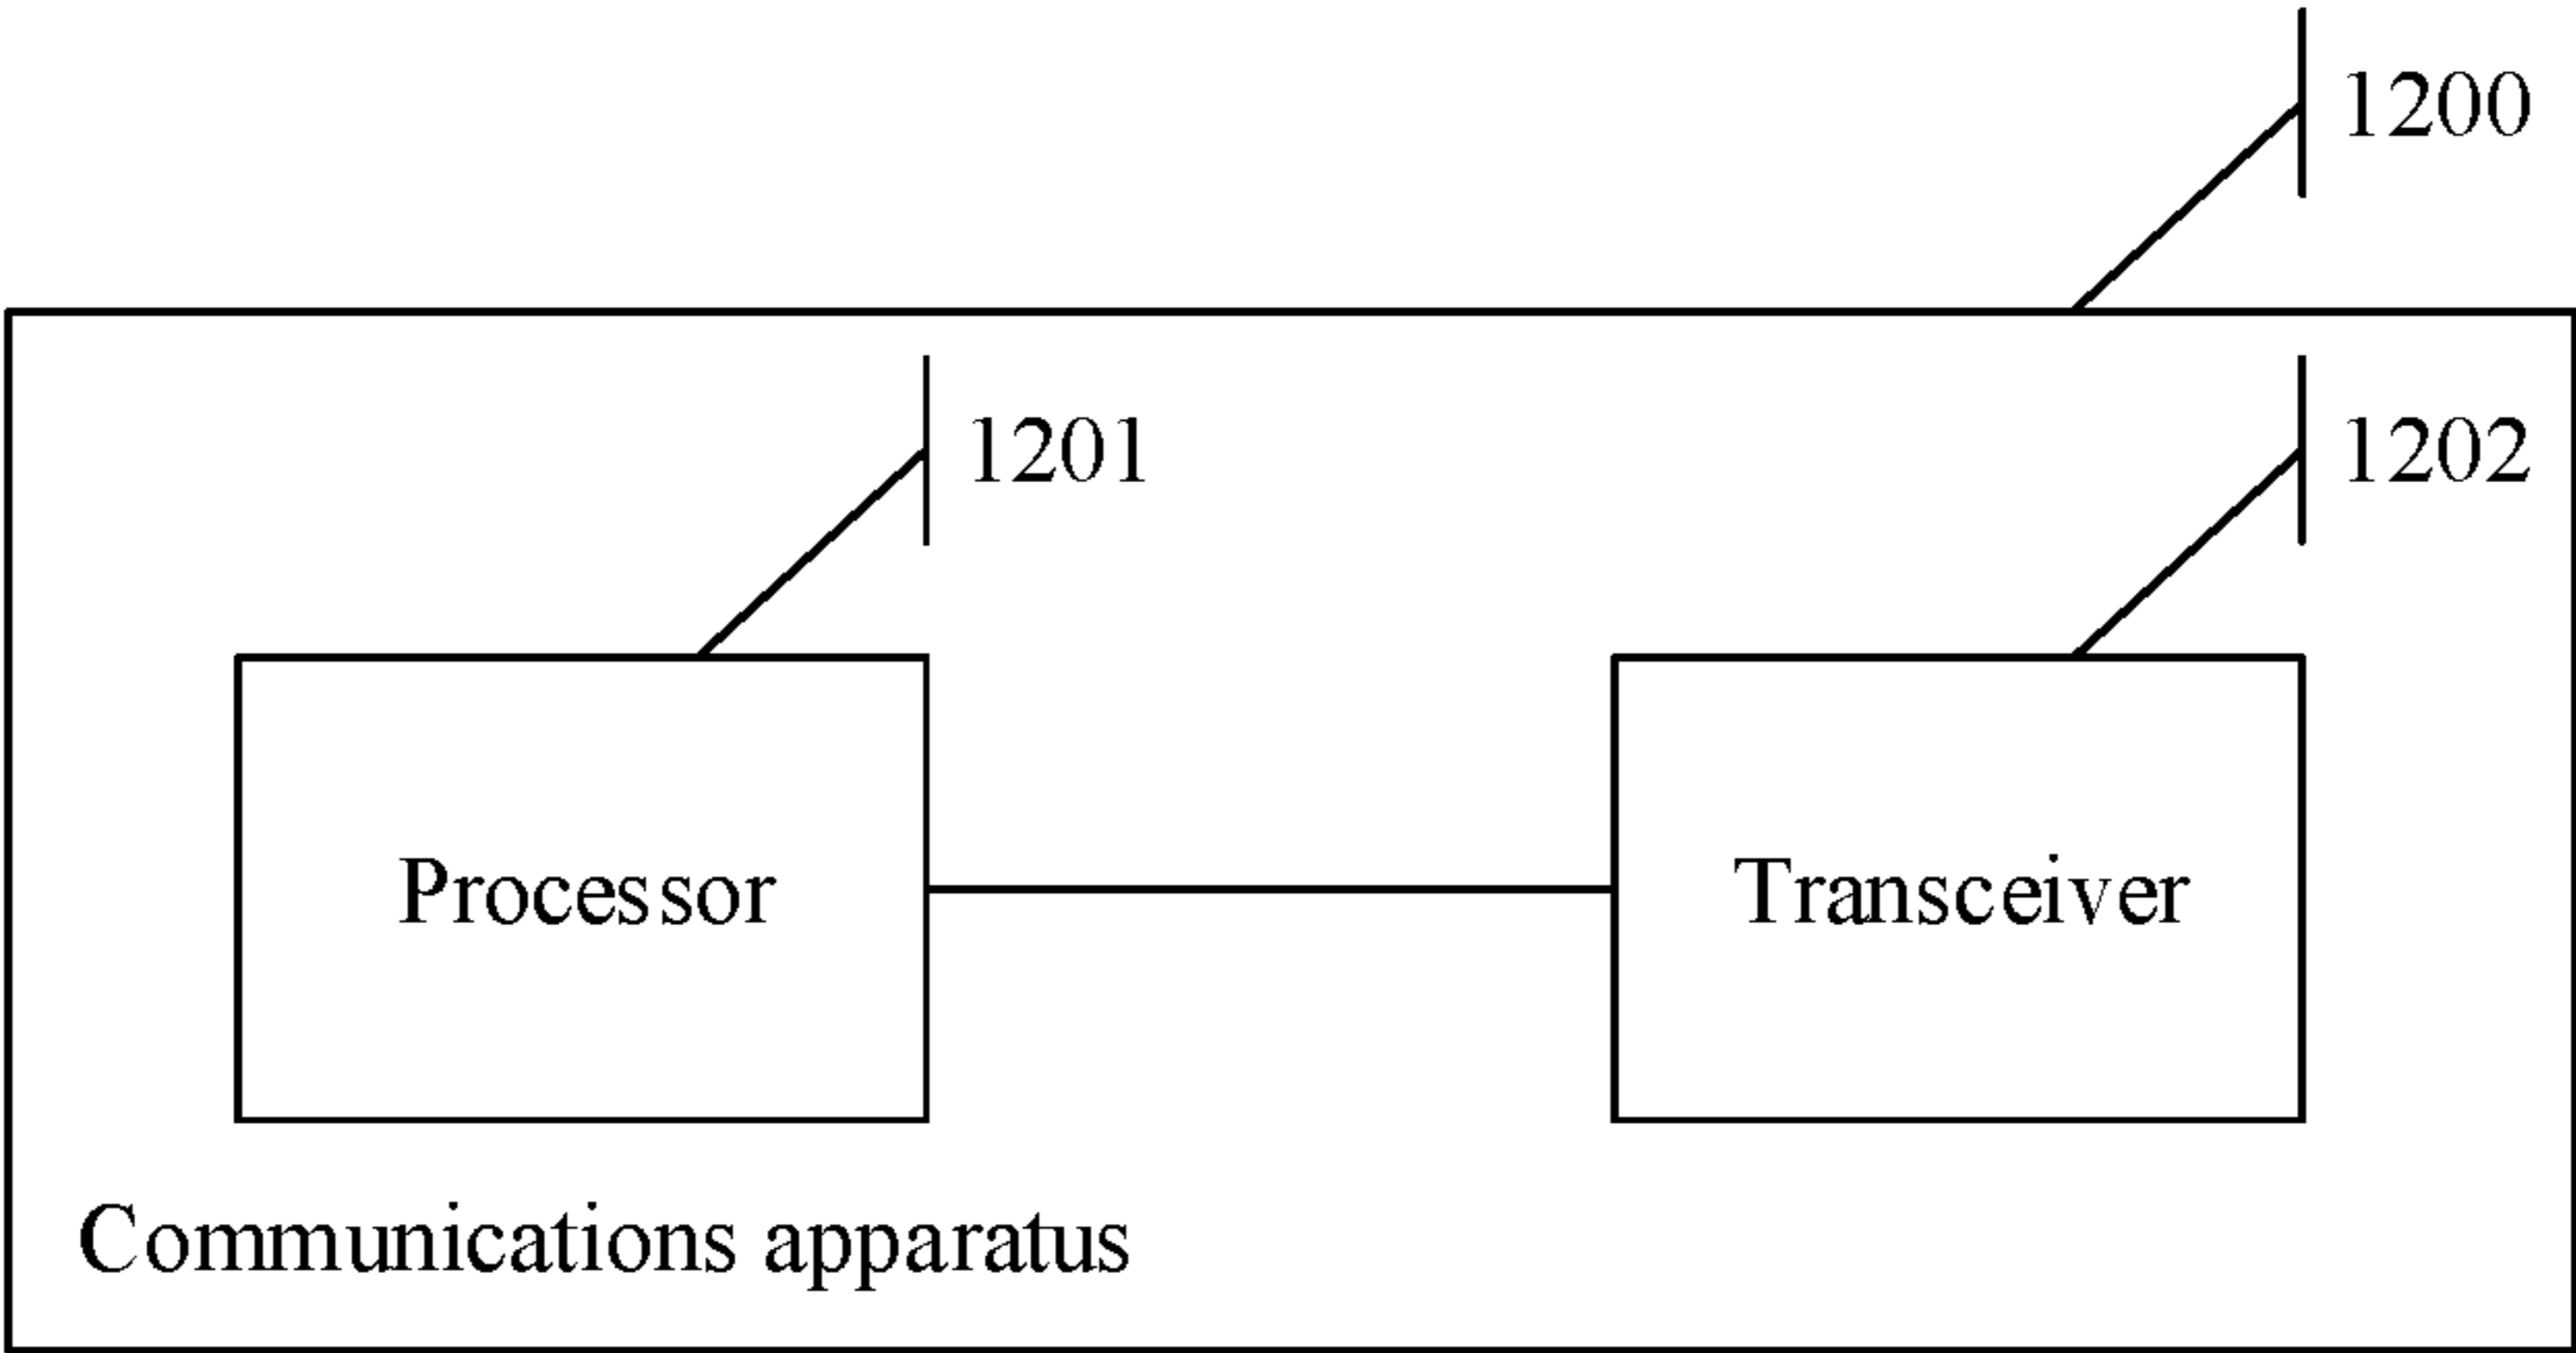 1200
1201
1202
Processor
Transceiver
Communications apparatus